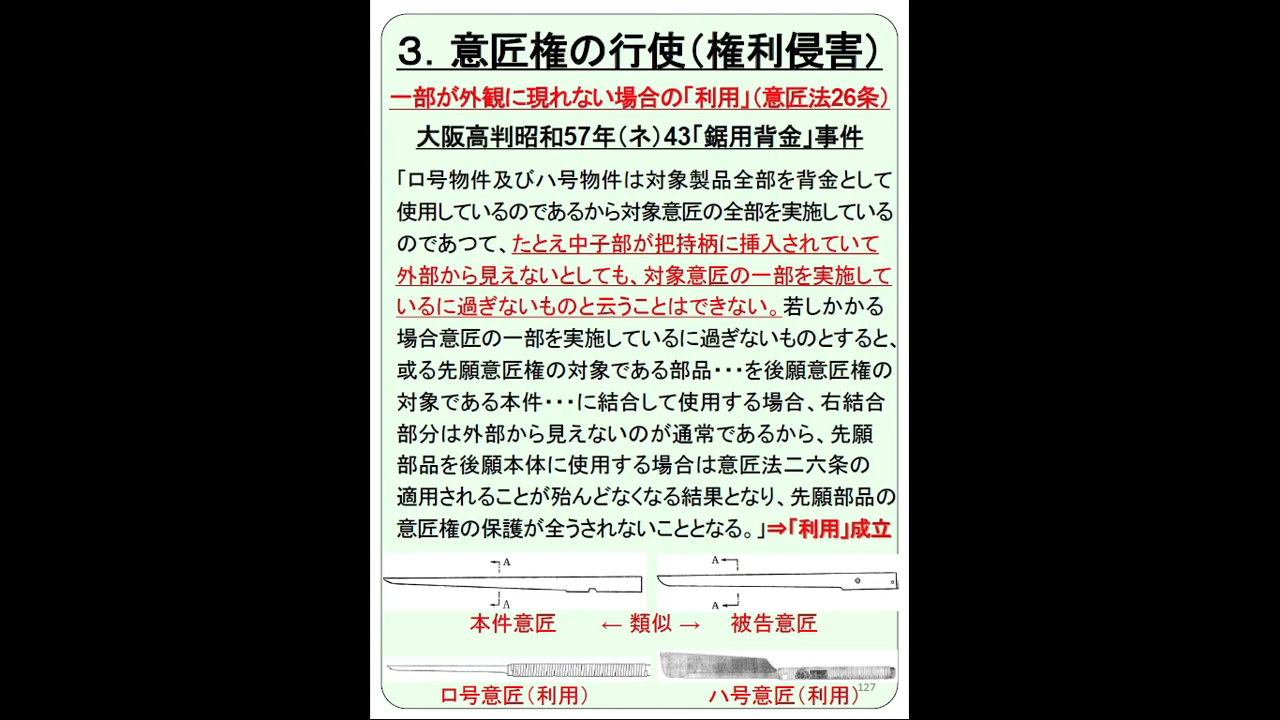 ３．意匠権の行使（権利侵害）
一部が外観に現れない場合の「利用」（意匠法26条）
大阪高判昭和57年（ネ）43「鋸用背金」事件
「ロ号物件及びハ号物件は対象製品全部を背金として
使用しているのであるから対象意匠の全部を実施している
のであつて、たとえ中子部が把持柄に挿入されていて
外部から見えないとしても、対象意匠の一部を実施して
いるに過ぎないものと云うことはできない。若しかかる
場合意匠の一部を実施しているに過ぎないものとすると、
或る先願意匠権の対象である部品･･･を後願意匠権の
対象である本件･･･に結合して使用する場合、右結合
部分は外部から見えないのが通常であるから、先願
部品を後願本体に使用する場合は意匠法二六条の
適用されることが殆んどなくなる結果となり、先願部品の
意匠権の保護が全うされないこととなる。」⇒「利用」成立
A A
A A
本件意匠 ← 類似 → 被告意匠
ロ号意匠（利用） ハ号意匠（利用） 127